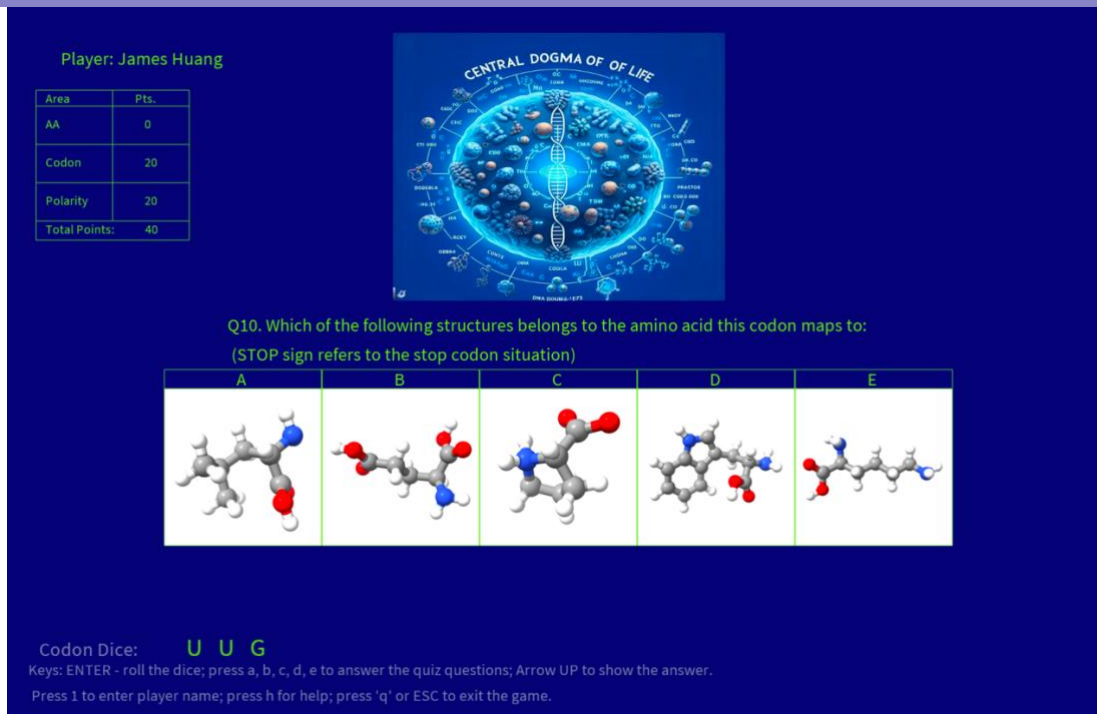 Player: James Huang
Area Pts.
AA 0
Codon 20
Polarity 20
Total Points: 40
CENTRAL DOGMA OF OF LIFE
Q10. Which of the following structures belongs to the amino acid this codon maps to:
(STOP sign refers to the stop codon situation)
A B C D E
Codon Dice: U U G
Keys: ENTER - roll the dice; press a, b, c, d, e to answer the quiz questions; Arrow UP to show the answer.
Press 1 to enter player name; press h for help; press 'q' or ESC to exit the game.